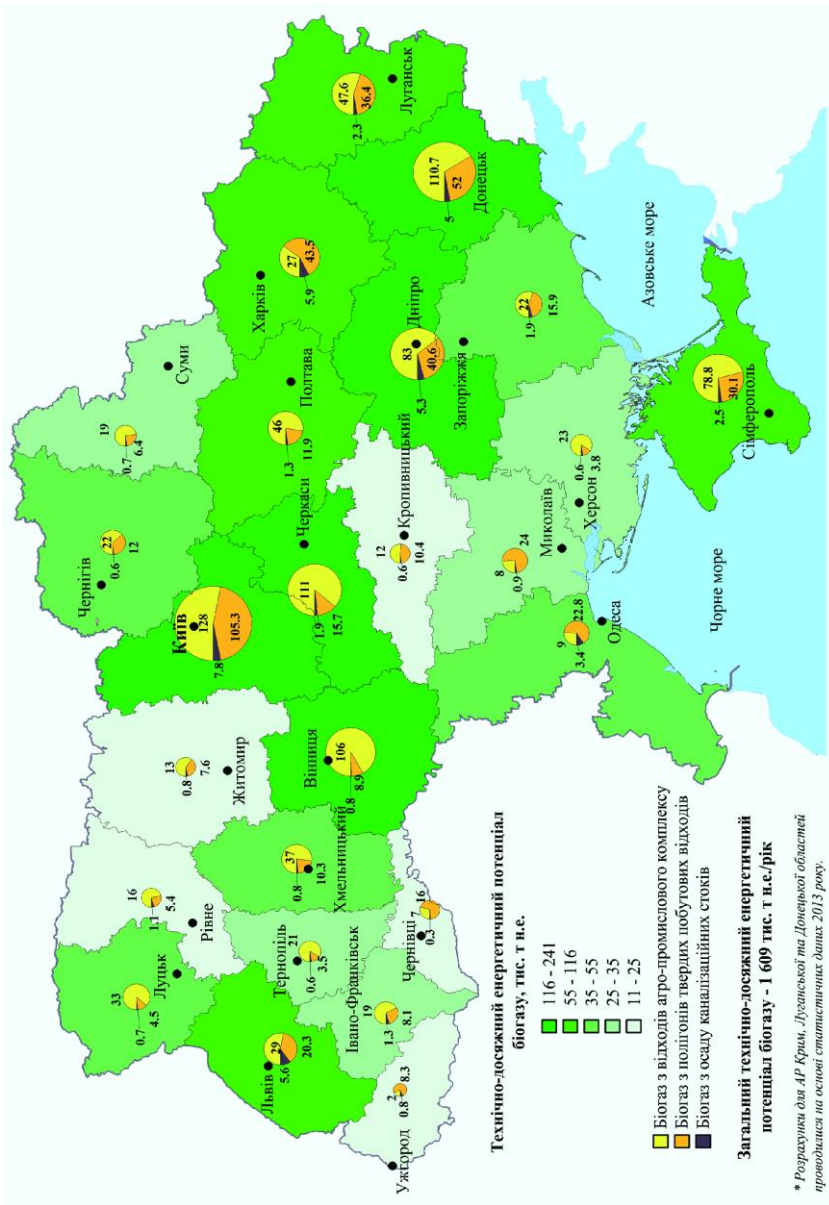 Чернігів
22
0.6
12
19
0.7
6.4
Суми
33
0.7
4.5
Луцьк
16
1.1
5.4
Рівне
13
0.8
7.6
Житомир
Київ
128
7.8
105.3
Харків
27
5.9
43.5
47.6
2.3
36.4
Луганськ
Львів
29
5.6
20.3
Тернопіль
21
0.6
3.5
37
0.8
10.3
Хмельницький
Вінниця
106
0.8
8.9
111
1.9
15.7
Черкаси
46
1.3
11.9
Полтава
110.7
5
52
Донецьк
Ужгород
2
0.8
8.3
Івано-Франківськ
19
1.3
8.1
Чернівці
7
0.3
16
12
0.6
10.4
Кропивницький
83
5.3
40.6
Дніпро
Запоріжжя
22
1.9
15.9
9
3.4
22.8
Одеса
8
0.9
24
Миколаїв
23
0.6
3.8
Херсон
78.8
2.5
30.1
Сімферополь
Азовське море
Чорне море
Технічно-досяжний енергетичний потенціал
біогазу, тис. т н.е.
116 - 241
55 - 116
35 - 55
25 - 35
11 - 25
Біогаз з відходів агро-промислового комплексу
Біогаз з полігонів твердих побутових відходів
Біогаз з осаду каналізаційних стоків
Загальний технічно-досяжний енергетичний
потенціал біогазу - 1 609 тис. т н.е./рік
* Розрахунки для АР Крим, Луганської та Донецької областей
проводилися на основі статистичних даних 2013 року.